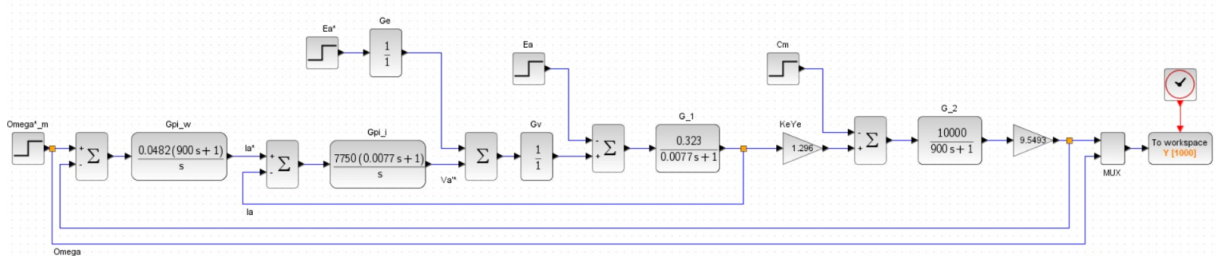 Ea*
Ge
1
1
Ea
Cm
Omega*_m
Gpi_w
0.0482(900 s+1)
s
Ia*
Gpi_i
7750(0.0077 s+1)
s
Va'*
Gv
1
1
G_1
0.323
0.0077 s+1
KeYe
1.296
G_2
10000
900 s+1
9.5493
MUX
To workspace
Y [1000]
Ia
Omega
+
-
Σ
+
-
Σ
Σ
-
+
Σ
-
+
Σ